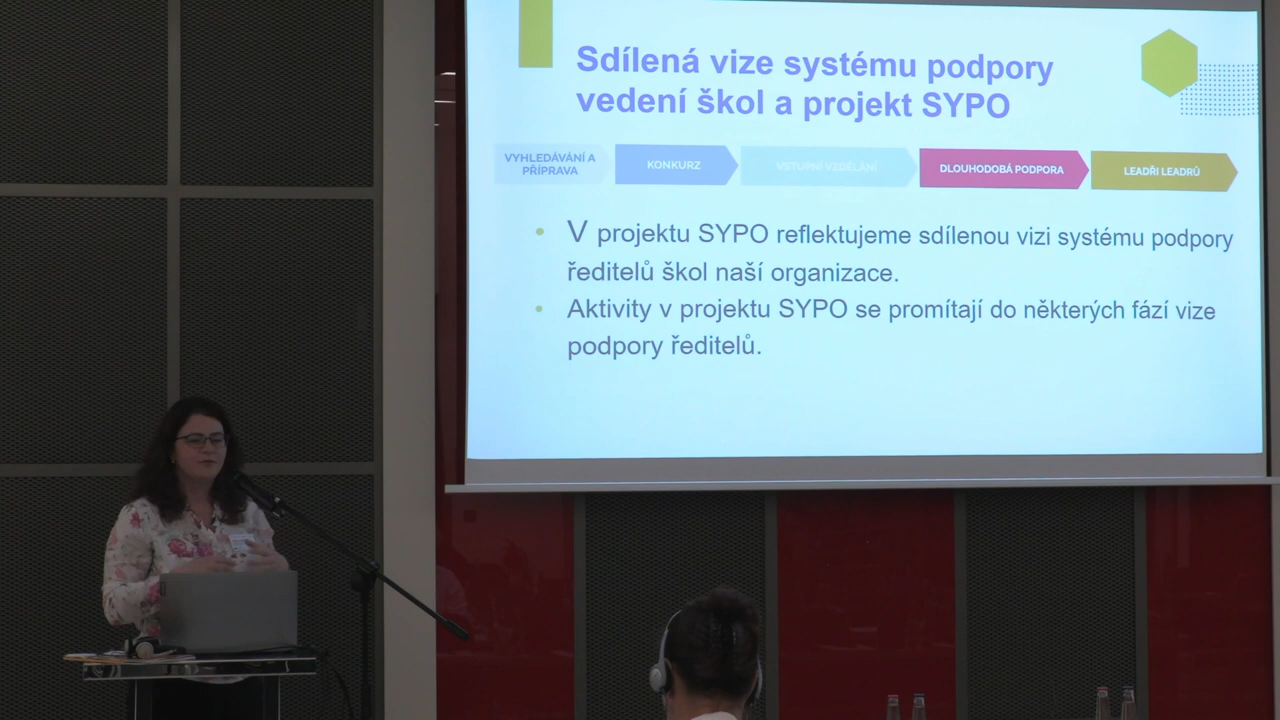 Sdílená vize systému podpory
vedení škol a projekt SYPO
VYHLEDÁVÁNÍ A
PŘÍPRAVA
KONKURZ
VSTUPNÍ VZDĚLÁNÍ
DLOUHODOBÁ PODPORA
LEADŘI LEADRŮ
• V projektu SYPO reflektujeme sdílenou vizi systému podpory
ředitelů škol naší organizace.
• Aktivity v projektu SYPO se promítají do některých fází vize
podpory ředitelů.